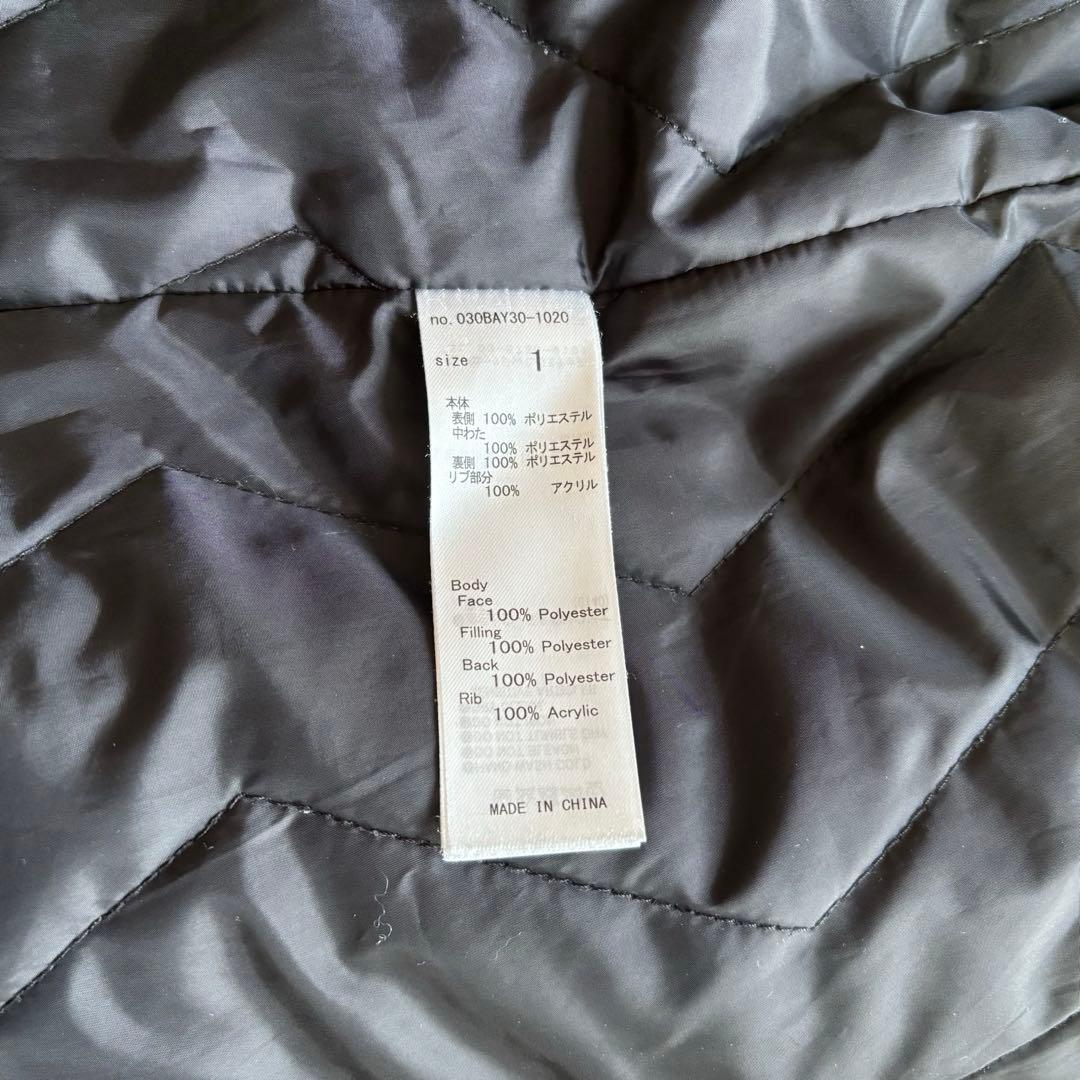 no.030BAY30-1020
size 1
本体
表側 100% ポリエステル
中わた
100% ポリエステル
裏側 100% ポリエステル
リブ部分
100% アクリル
Body
Face
100% Polyester
Filling
100% Polyester
Back
100% Polyester
Rib
100% Acrylic
MADE IN CHINA